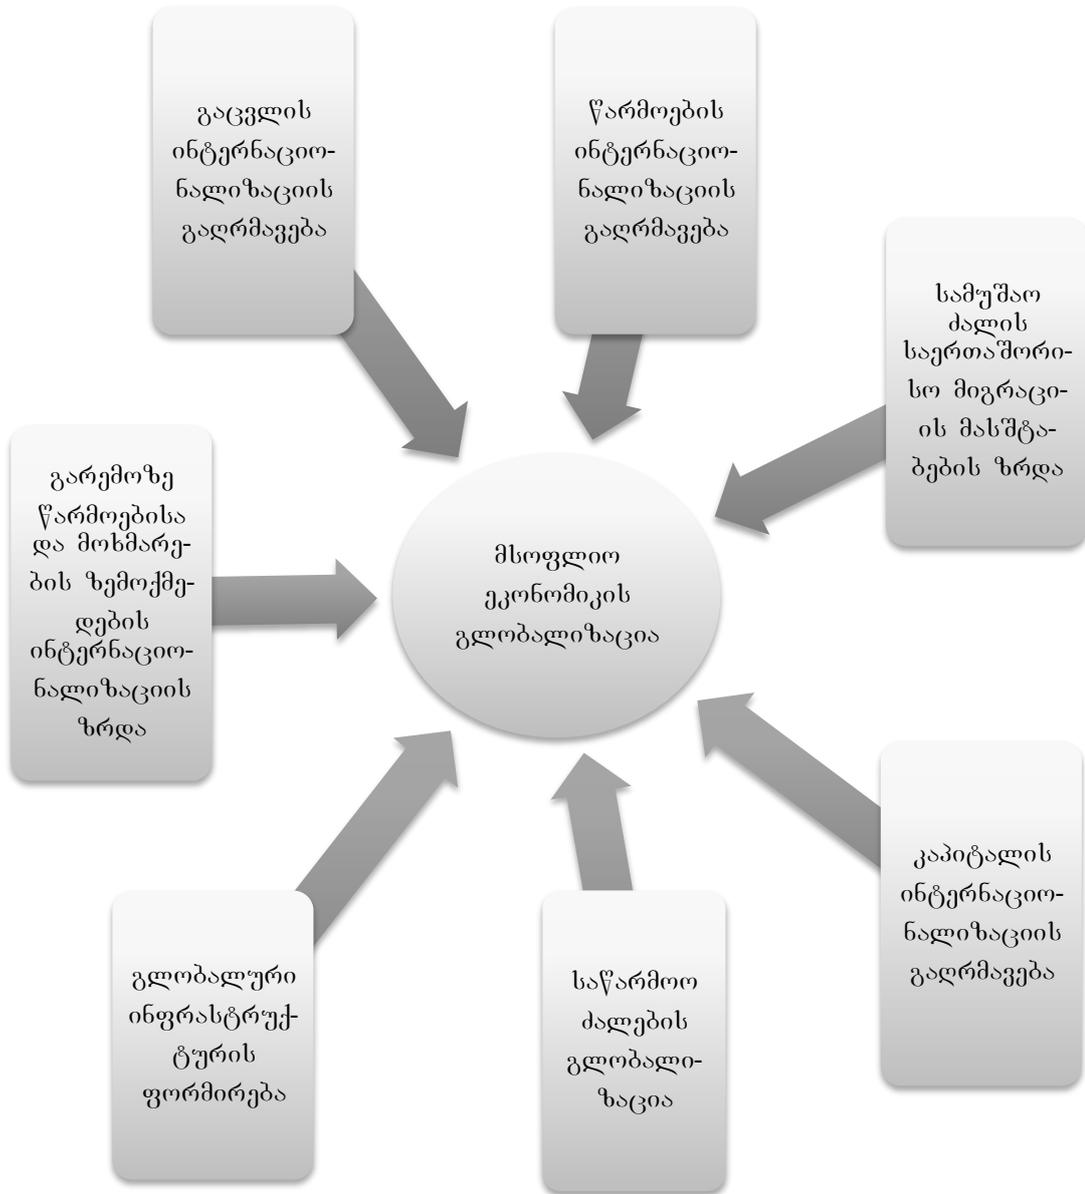 გაცვლის
ინტერნაციო-
ნალიზაციის
გაღრმავება
წარმოების
ინტერნაციო-
ნალიზაციის
გაღრმავება
სამუშაო
ძალის
საერთაშორი-
სო მიგრაცი-
ის მასშტა-
ბების ზრდა
გარემოზე
წარმოებისა
და მოხმარე-
ბის ზემოქმე-
დების
ინტერნაციო-
ნალიზაციის
ზრდა
მსოფლიო
ეკონომიკის
გლობალიზაცია
კაპიტალის
ინტერნაციო-
ნალიზაციის
გაღრმავება
გლობალური
ინფრასტრუქ-
ტურის
ფორმირება
საწარმოო
ძალების
გლობალი-
ზაცია